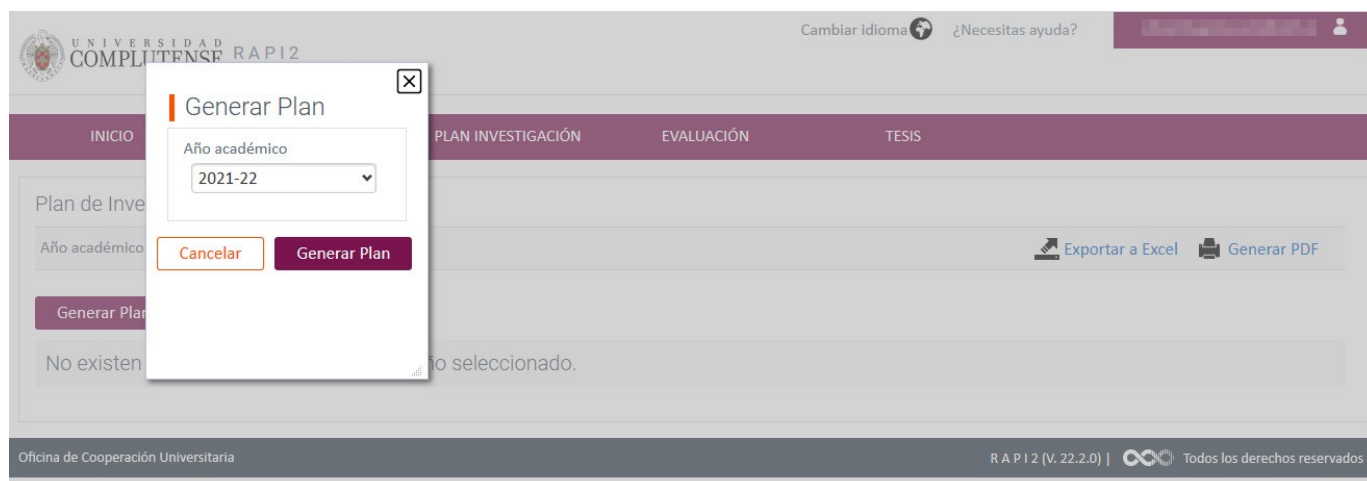 Cambiar idioma ¿Necesitas ayuda?
UNIVERSIDAD
COMPLUTENSE RAPI2
Generar Plan
INICIO PLAN INVESTIGACIÓN EVALUACIÓN TESIS
Año académico
2021-22
Plan de Inve
Año académico Cancelar Generar Plan Exportar a Excel Generar PDF
Generar Plan
No existen ño seleccionado.
Oficina de Cooperación Universitaria RAPI2 (V. 22.2.0) | Todos los derechos reservados